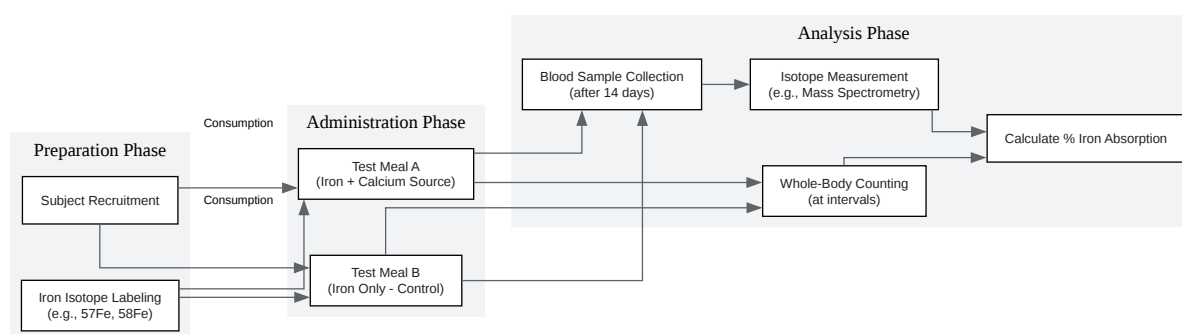 Preparation Phase
Subject Recruitment
Iron Isotope Labeling
(e.g., 57Fe, 58Fe)
Consumption
Consumption
Administration Phase
Test Meal A
(Iron + Calcium Source)
Test Meal B
(Iron Only - Control)
Analysis Phase
Blood Sample Collection
(after 14 days)
Isotope Measurement
(e.g., Mass Spectrometry)
Whole-Body Counting
(at intervals)
Calculate % Iron Absorption